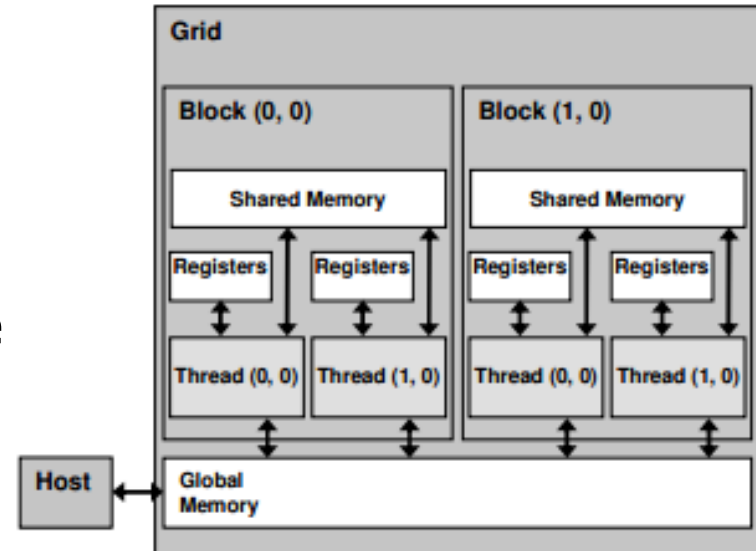 Grid
Block (0, 0) Block (1, 0)
Shared Memory Shared Memory
Registers Registers Registers Registers
Thread (0, 0) Thread (1, 0) Thread (0, 0) Thread (1, 0)
Host
Global
Memory